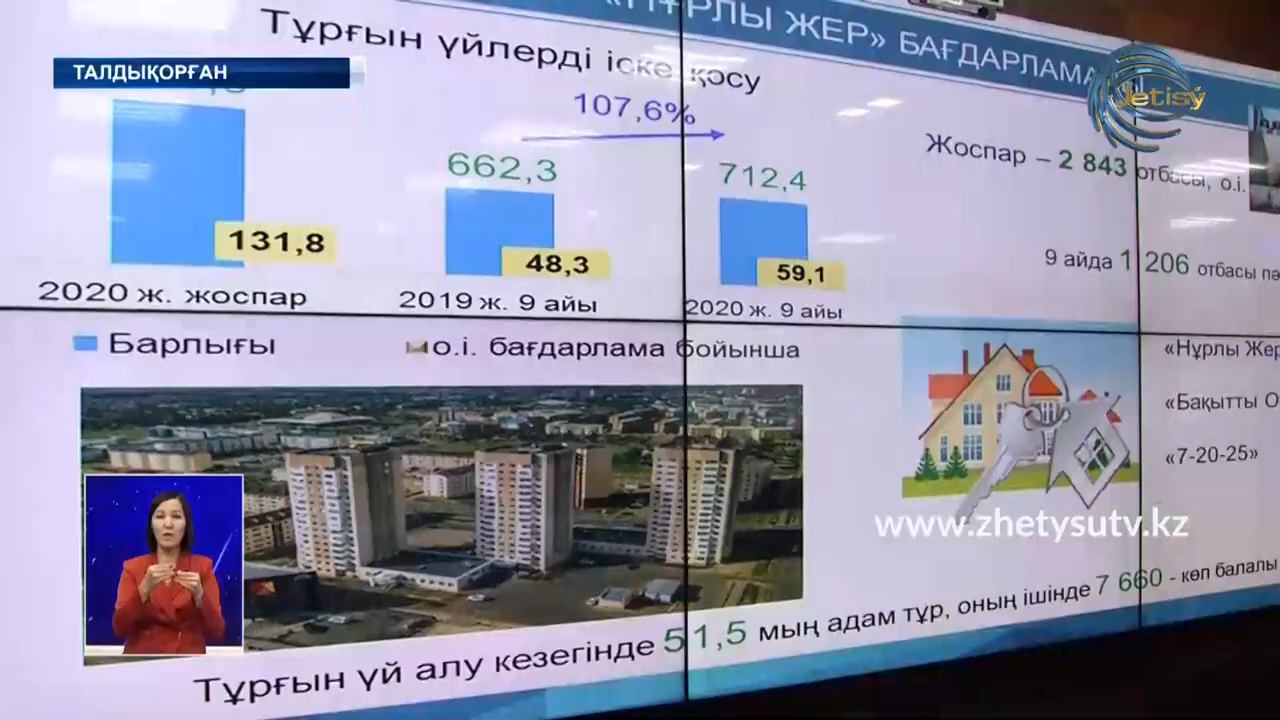 «НҰРЛЫ ЖЕР» БАҒДАРЛАМА
Тұрғын үйлерді іске қосу
ТАЛДЫҚОРҒАН
Jetisý
107,6%
662,3
712,4
131,8
48,3
59,1
2020 ж. жоспар
2019 ж. 9 айы
2020 ж. 9 айы
Барлығы
о.і. бағдарлама бойынша
Жоспар – 2 843 отбасы, о.і.
9 айда 1 206 отбасы
«Нұрлы Жер
«Бақытты
«7-20-25»
www.zhetysutv.kz
Тұрғын үй алу кезегінде 51,5 мың адам тұр, оның ішінде 7 660 - көп балалы